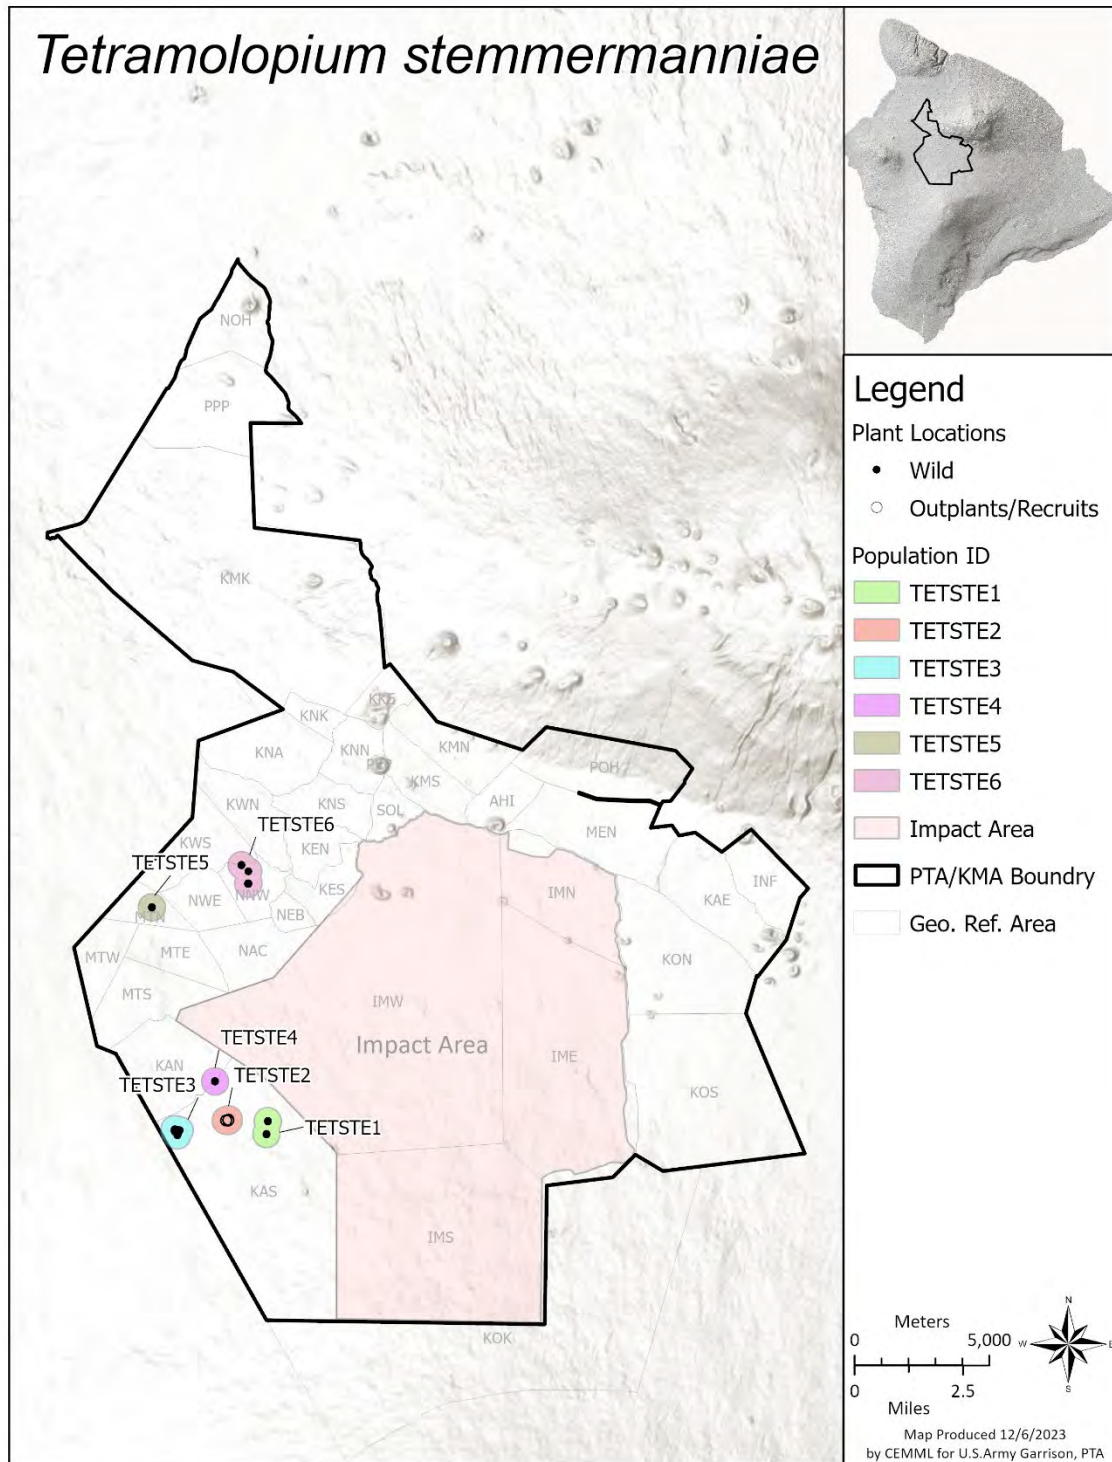 Tetramolopium stemmermanniae
NOH
PPP
KMK
KNK
KNA
KNN
KMN
KMS
POH
KWN
KNS
SOL
AHI
MEN
TETSTE6
KWS
KEN
TETSTE5
NWE
NNW
KES
IMN
KAE
INF
MTN
NEB
MTW
MTE
NAC
KON
MTS
IMW
Impact Area
IME
KOS
TETSTE4
KAN
TETSTE3
TETSTE2
TETSTE1
KAS
IMS
KOK
Legend
Plant Locations
Wild
Outplants/Recruits
Population ID
TETSTE1
TETSTE2
TETSTE3
TETSTE4
TETSTE5
TETSTE6
Impact Area
PTA/KMA Boundry
Geo. Ref. Area
Meters
0 5,000
0 2.5
Miles
N
W E
S
Map Produced 12/6/2023
by CEMML for U.S.Army Garrison, PTA